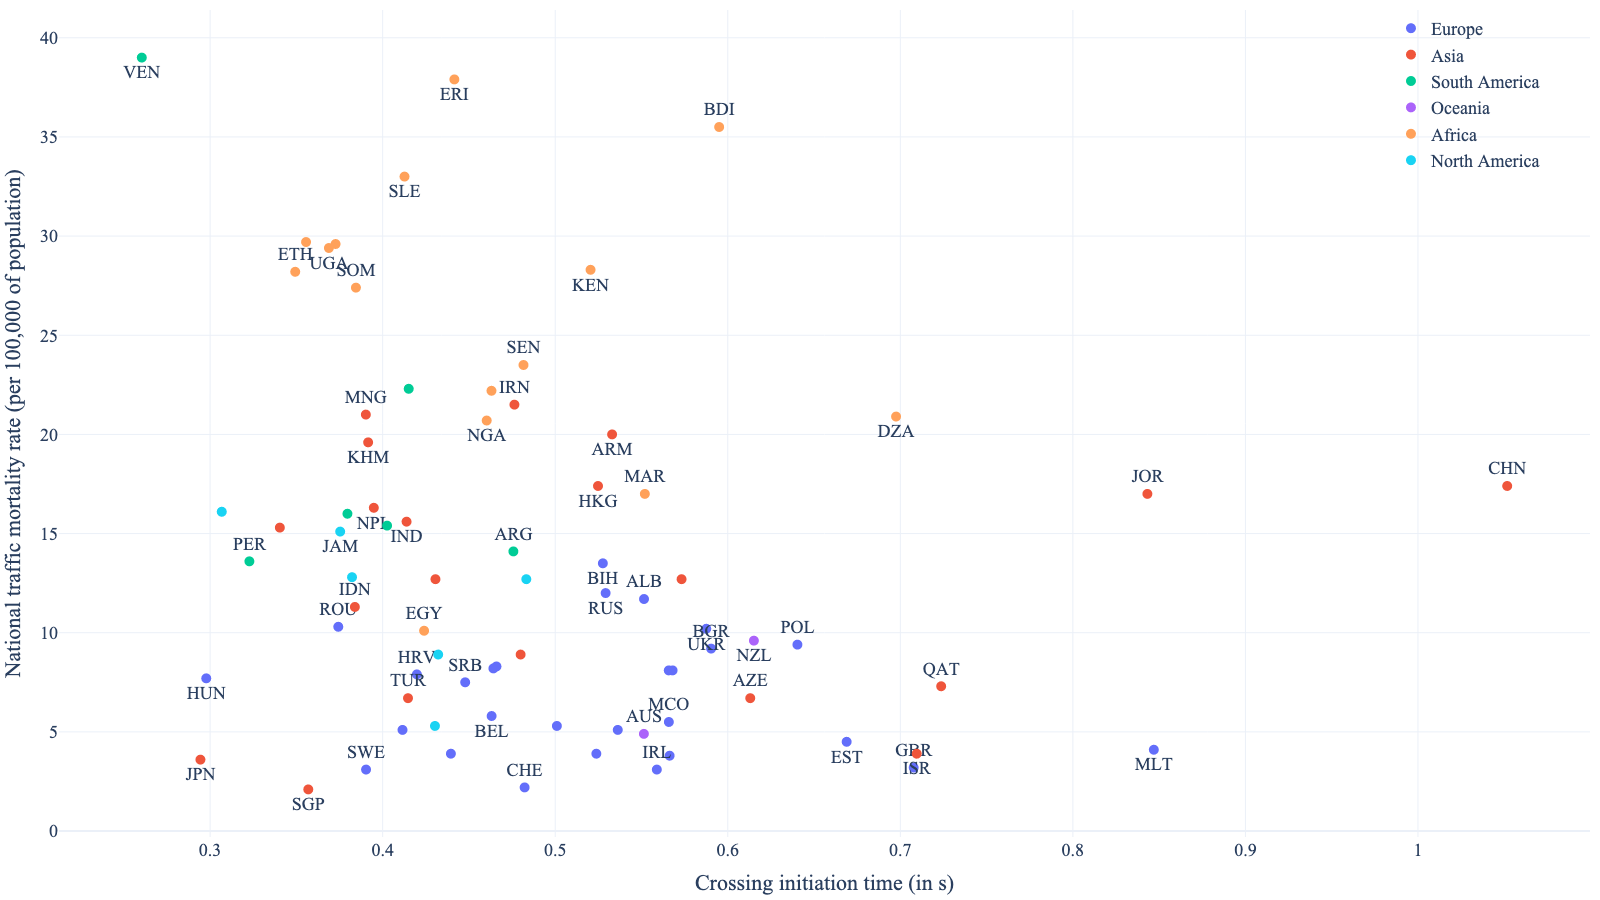 Europe
Asia
South America
Oceania
Africa
North America
National traffic mortality rate (per 100,000 of population)
40
35
30
25
20
15
10
5
0
VEN
ERI
BDI
SLE
ETH
UGA
SOM
KEN
SEN
IRN
MNG
NGA
KHM
ARM
DZA
MAR
HKG
JOR
CHN
NPL
IND
JAM
PER
ARG
IDN
ROU
EGY
BIH
RUS
ALB
BGR
UKR
POL
NZL
HRV
TUR
SRB
HUN
AZE
QAT
MCO
AUS
BEL
SWE
IRL
EST
GBR
ISR
MLT
CHE
JPN
SGP
0.3
0.4
0.5
0.6
0.7
0.8
0.9
1
Crossing initiation time (in s)